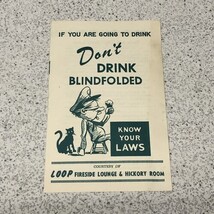 IF YOU ARE GOING TO DRINK
Don't
DRINK
BLINDFOLDED
KNOW
YOUR
LAWS
COURTESY OF
LOOP FIRESIDE LOUNGE & HICKORY ROOM